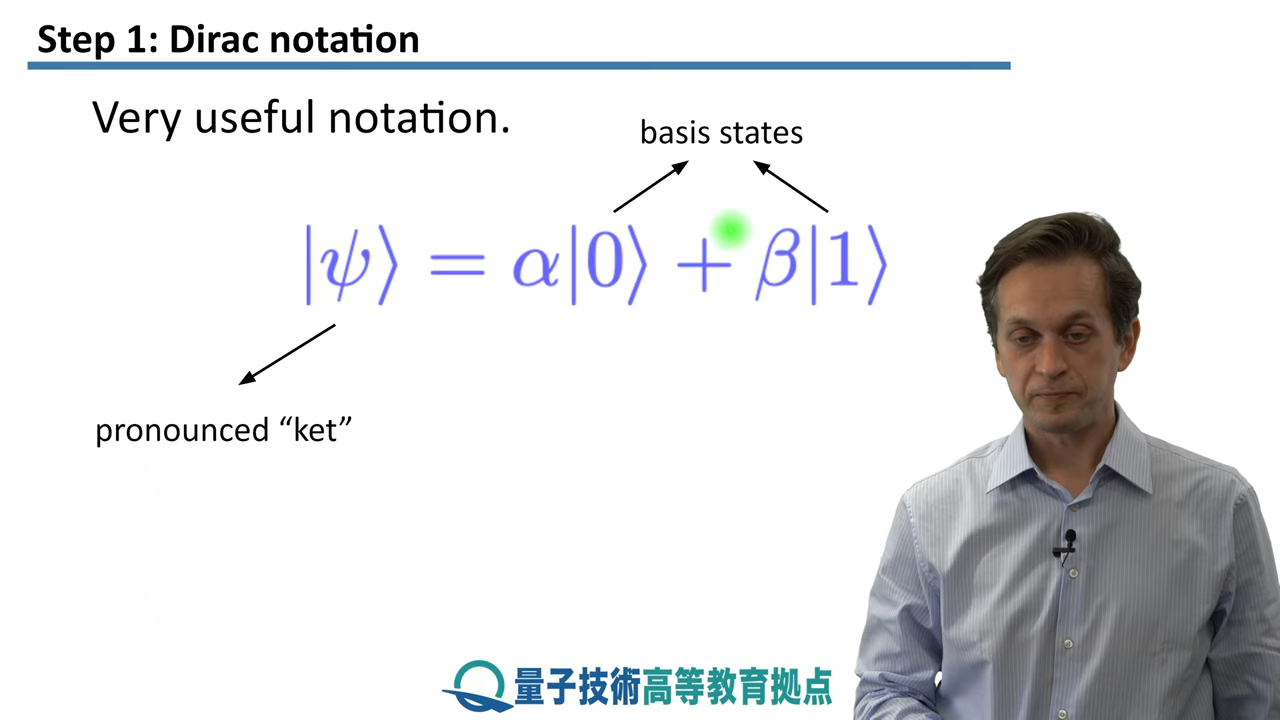 Step 1: Dirac notation
Very useful notation.
basis states
|ψ⟩ = α|0⟩ + β|1⟩
pronounced “ket”
量子技術高等教育拠点